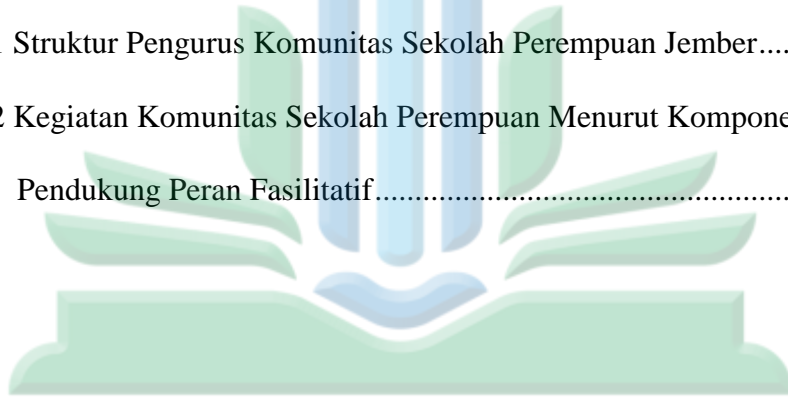 1 Struktur Pengurus Komunitas Sekolah Perempuan Jember....
2 Kegiatan Komunitas Sekolah Perempuan Menurut Kompone
Pendukung Peran Fasilitatif....................................................